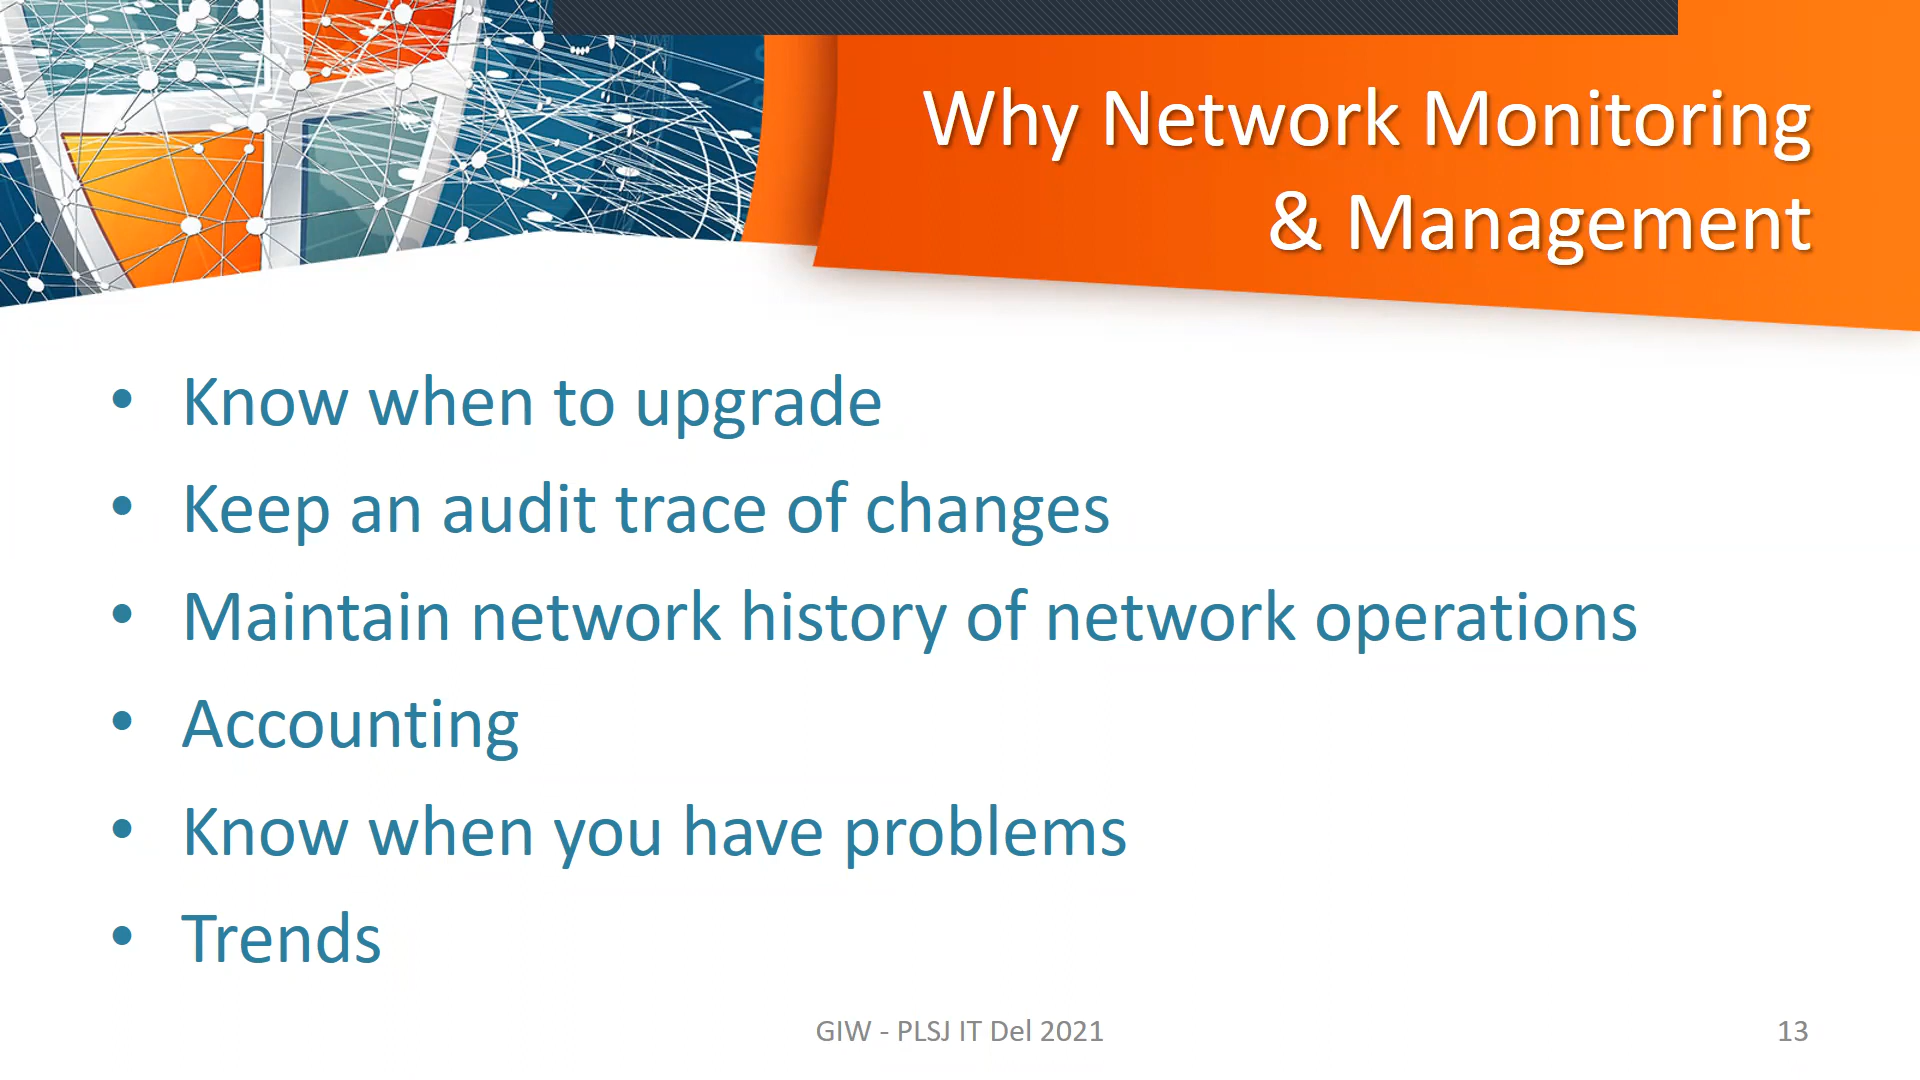 Why Network Monitoring
& Management
• Know when to upgrade
• Keep an audit trace of changes
• Maintain network history of network operations
• Accounting
• Know when you have problems
• Trends
GIW - PLSJ IT Del 2021
13